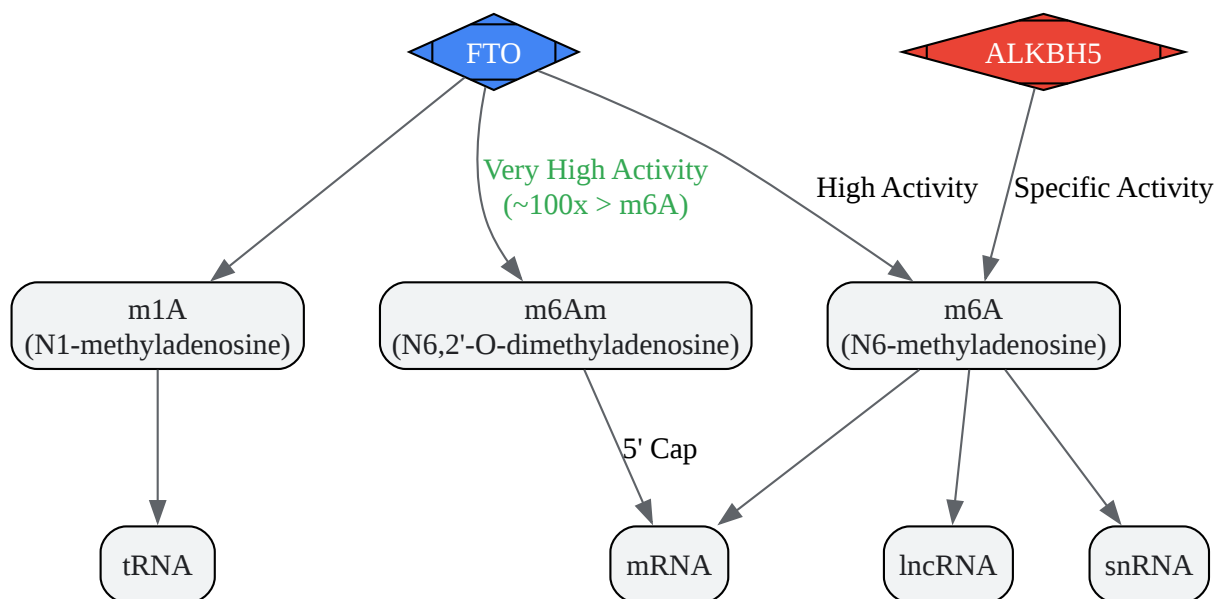 FTO
ALKBH5
Very High Activity
(~100x > m6A)
High Activity
Specific Activity
m1A
(N1-methyladenosine)
m6Am
(N6,2'-O-dimethyladenosine)
m6A
(N6-methyladenosine)
5' Cap
tRNA
mRNA
lncRNA
snRNA